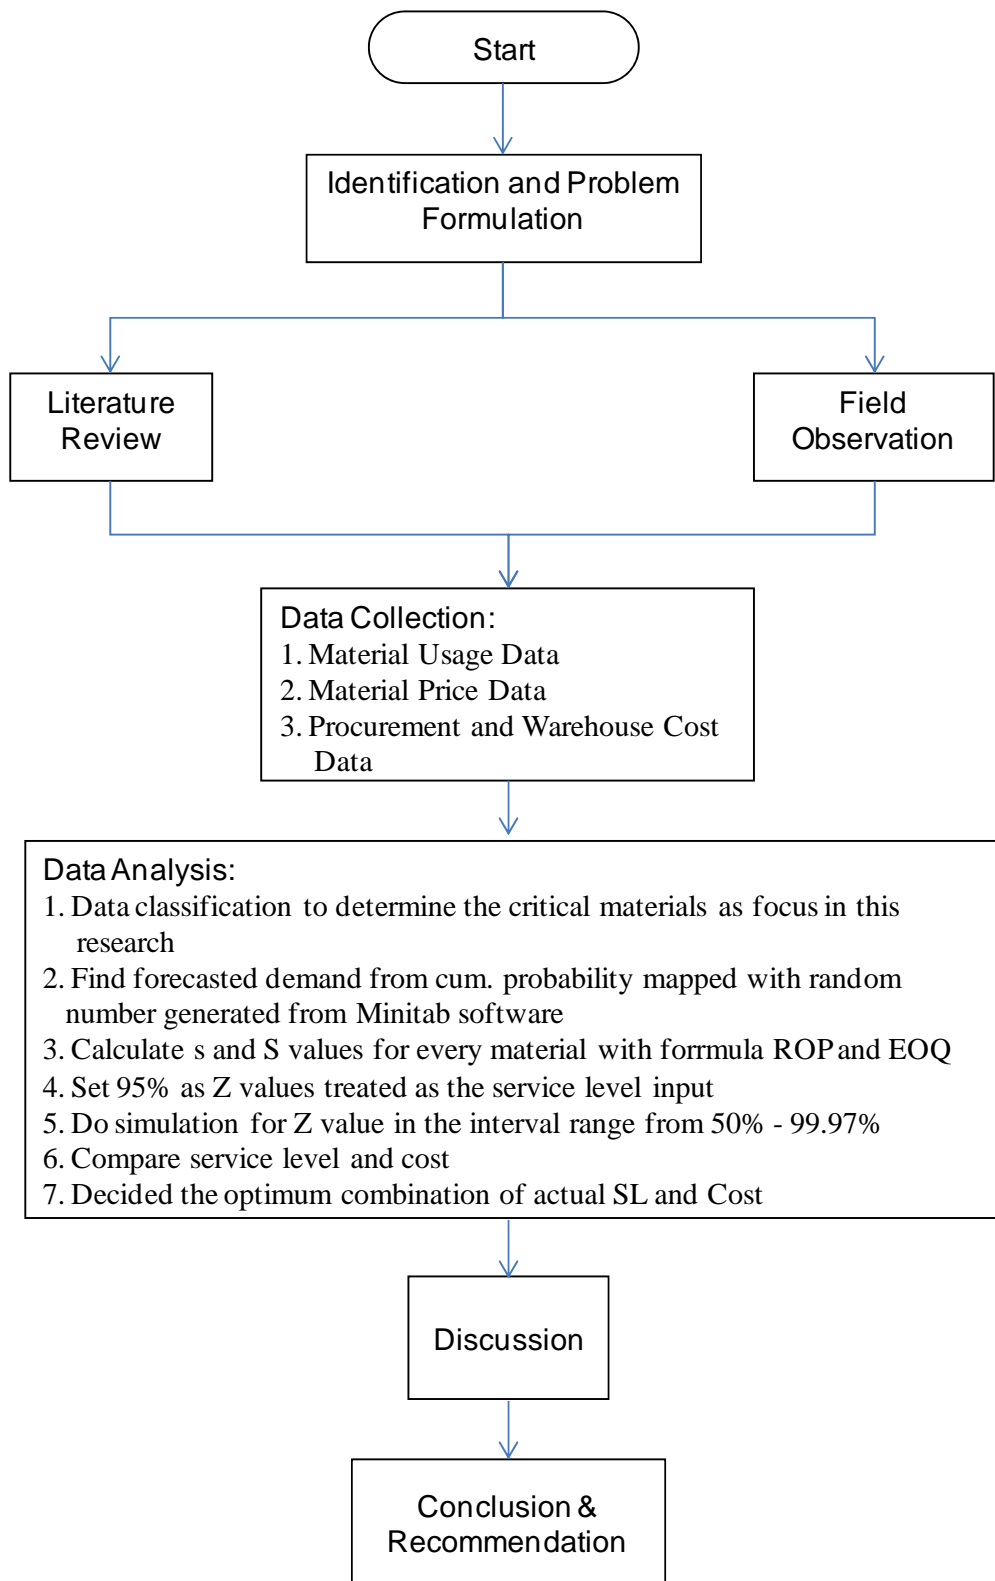 Start
Identification and Problem
Formulation
Literature
Review
Field
Observation
Data Collection:
1. Material Usage Data
2. Material Price Data
3. Procurement and Warehouse Cost
Data
Data Analysis:
1. Data classification to determine the critical materials as focus in this
research
2. Find forecasted demand from cum. probability mapped with random
number generated from Minitab software
3. Calculate s and S values for every material with forrmula ROP and EOQ
4. Set 95% as Z values treated as the service level input
5. Do simulation for Z value in the interval range from 50% - 99.97%
6. Compare service level and cost
7. Decided the optimum combination of actual SL and Cost
Discussion
Conclusion &
Recommendation